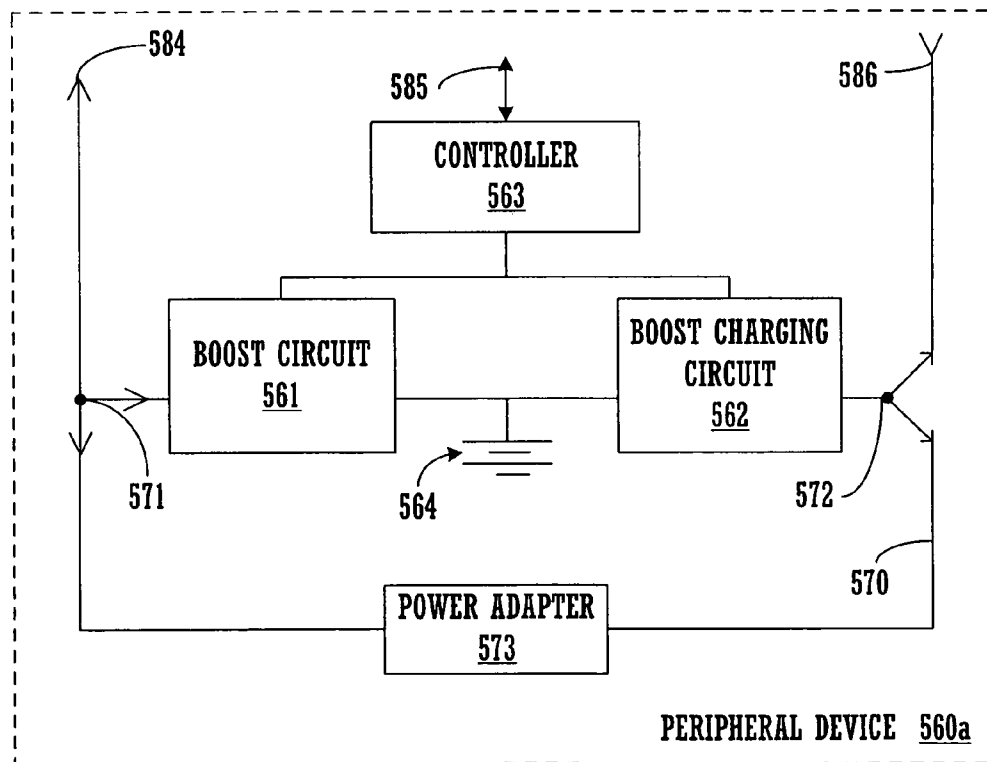 584
585
586
CONTROLLER
563
BOOST CIRCUIT
561
BOOST CHARGING
CIRCUIT
562
571
564
572
570
POWER ADAPTER
573
PERIPHERAL DEVICE 560a